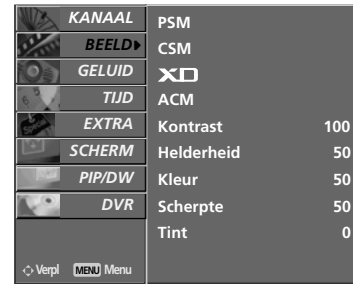 KANAAL
BEELD
GELUID
TIJD
EXTRA
SCHERM
PIP/DW
DVR
Verpl MENU Menu
PSM
CSM
XD
ACM
Kontrast 100
Helderheid 50
Kleur 50
Scherpte 50
Tint 0